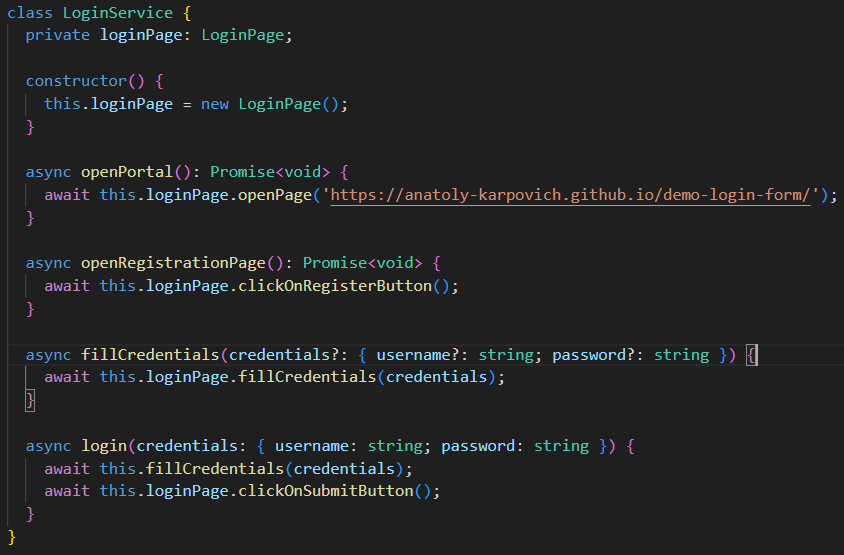 class LoginService {
  private loginPage: LoginPage;
  constructor() {
    this.loginPage = new LoginPage();
  }
  async openPortal(): Promise<void> {
    await this.loginPage.openPage('https://anatoly-karpovich.github.io/demo-login-form/');
  }
  async openRegistrationPage(): Promise<void> {
    await this.loginPage.clickOnRegisterButton();
  }
  async fillCredentials(credentials?: { username?: string; password?: string }) {
    await this.loginPage.fillCredentials(credentials);
  }
  async login(credentials: { username: string; password: string }) {
    await this.fillCredentials(credentials);
    await this.loginPage.clickOnSubmitButton();
  }
}